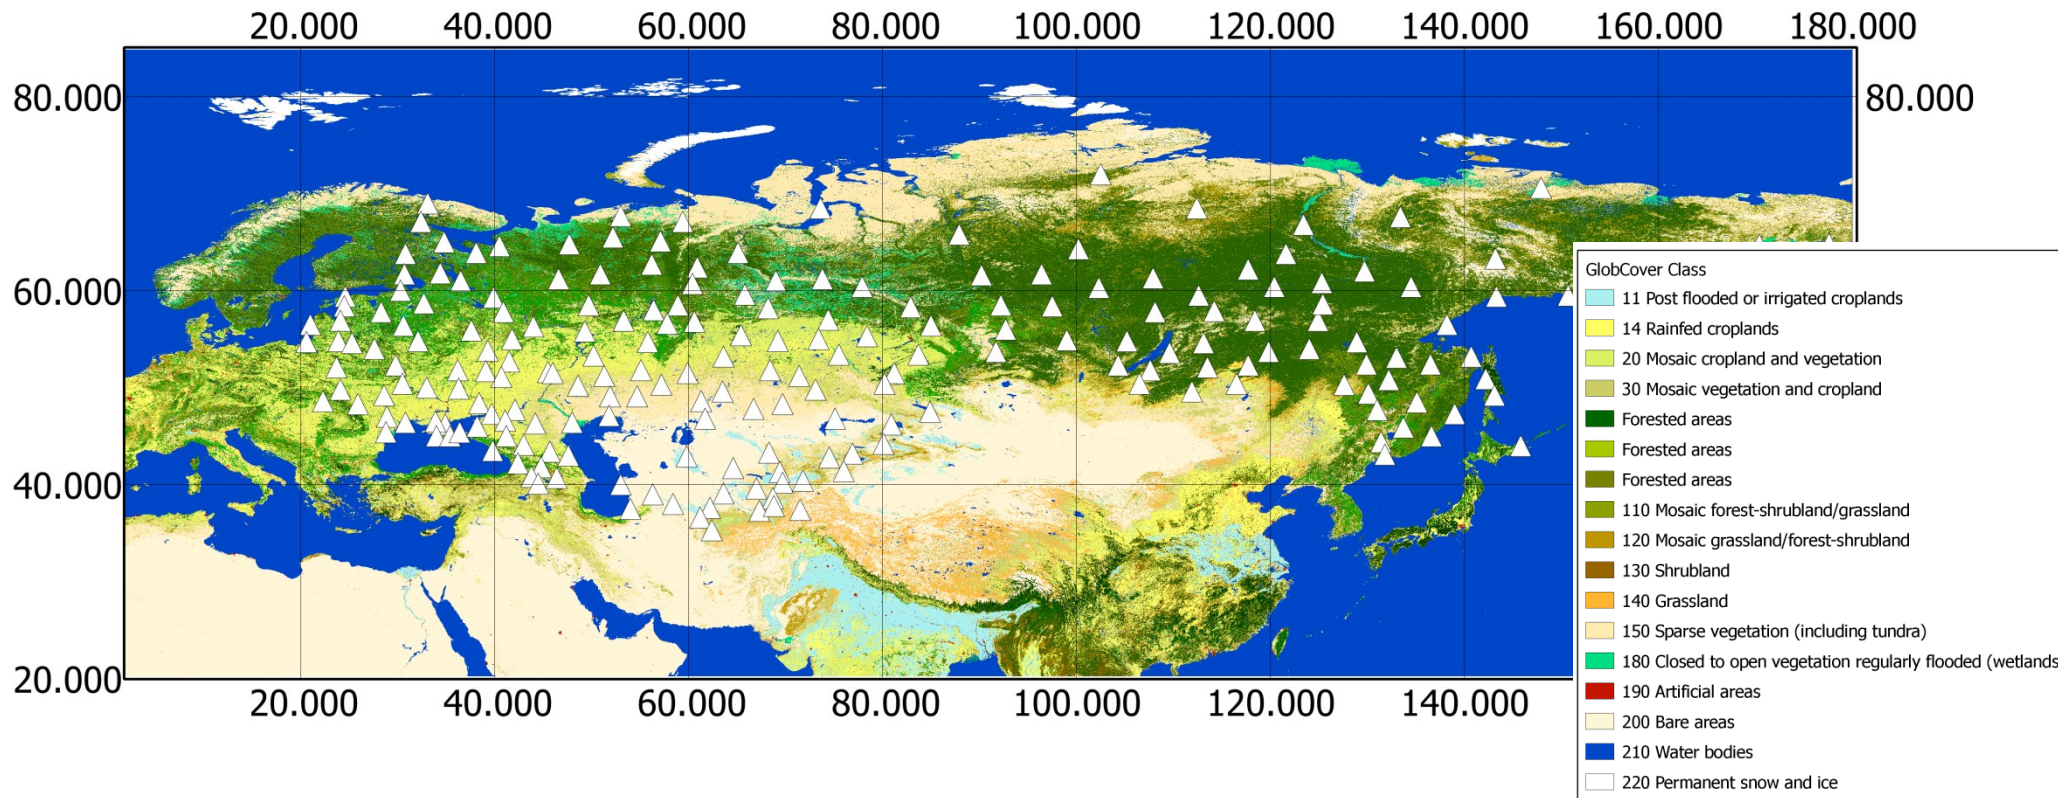 20.000 40.000 60.000 80.000 100.000 120.000 140.000 160.000 180.000
80.000 80.000
60.000
40.000
20.000
20.000 40.000 60.000 80.000 100.000 120.000 140.000
GlobCover Class
11 Post flooded or irrigated croplands
14 Rainfed croplands
20 Mosaic cropland and vegetation
30 Mosaic vegetation and cropland
Forested areas
Forested areas
Forested areas
110 Mosaic forest-shrubland/grassland
120 Mosaic grassland/forest-shrubland
130 Shrubland
140 Grassland
150 Sparse vegetation (including tundra)
180 Closed to open vegetation regularly flooded (wetlands
190 Artificial areas
200 Bare areas
210 Water bodies
220 Permanent snow and ice